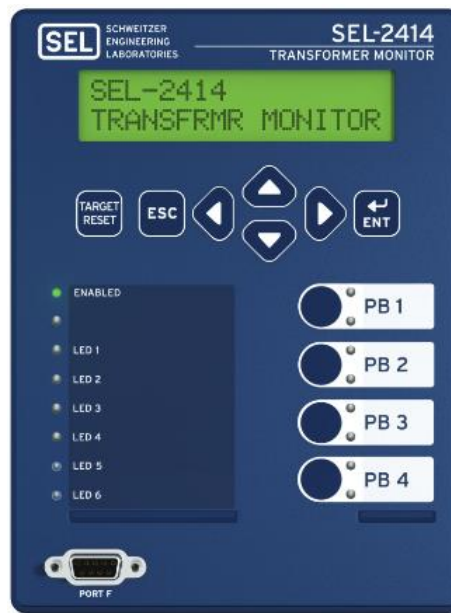 SEL
SCHWEITZER
ENGINEERING
LABORATORIES
SEL-2414
TRANSFORMER MONITOR
SEL-2414
TRANSFRMR MONITOR
TARGET
RESET
ESC
ENT
ENABLED
LED 1
LED 2
LED 3
LED 4
LED 5
LED 6
PB 1
PB 2
PB 3
PB 4
PORT F